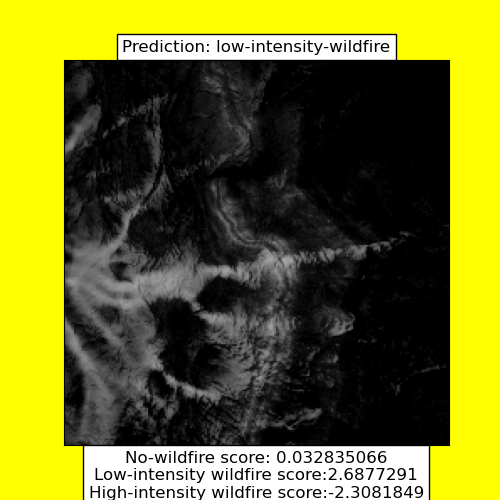 Prediction: low-intensity-wildfire
No-wildfire score: 0.032835066
Low-intensity wildfire score:2.6877291
High-intensity wildfire score:-2.3081849